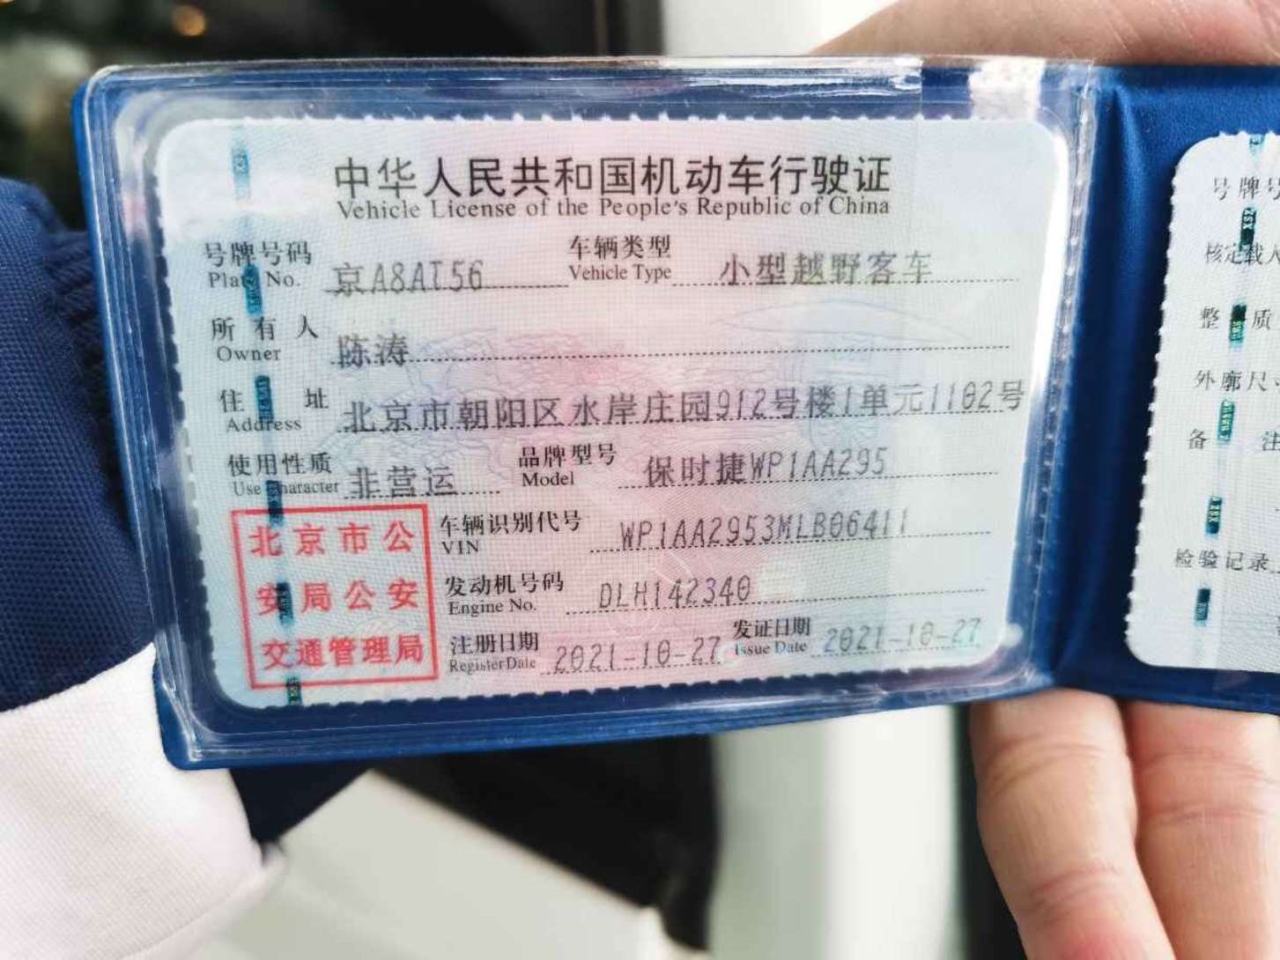 中华人民共和国机动车行驶证
Vehicle License of the People's Republic of China
号牌号码 京A8AT56 车辆类型 小型越野客车
Plate No. Vehicle Type
所有人 陈涛
Owner
住址 北京市朝阳区水岸庄园912号楼1单元1102号
Address
使用性质 非营运 品牌型号 保时捷WP1AA295
Use Character Model
车辆识别代号 WP1AA2953MLB06411
VIN
发动机号码 DLH142340
Engine No.
注册日期 2021-10-27 发证日期 2021-10-27
Register Date Issue Date
北京市公
安局公安
交通管理局
号牌号
核定载人
整 质
外廓尺寸
备 注
检验记录